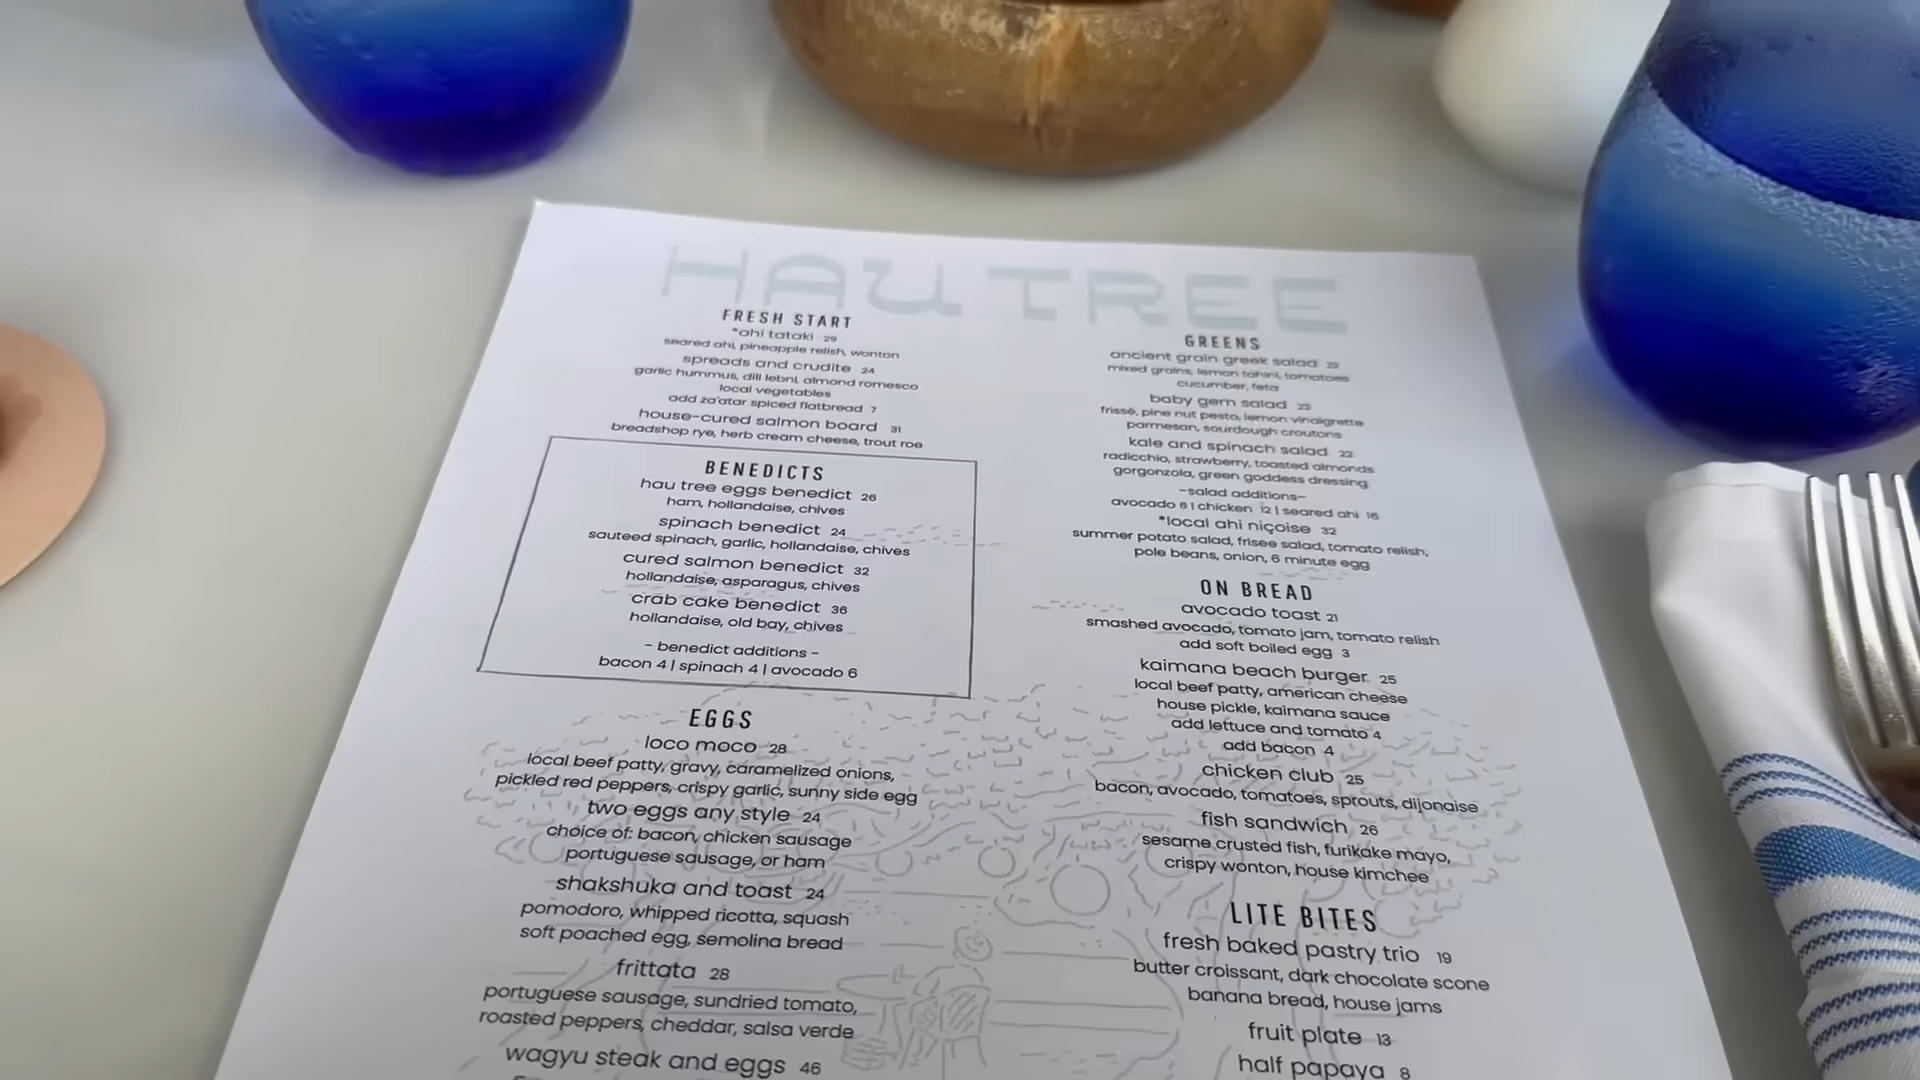 HAU TREE
FRESH START
*ahi tataki 29
seared ahi, pineapple relish, wonton
spreads and crudite 24
garlic hummus, dill lebni, almond romesco
local vegetables
add za'atar spiced flatbread 7
house-cured salmon board 31
breadshop rye, herb cream cheese, trout roe
BENEDICTS
hau tree eggs benedict 26
ham, hollandaise, chives
spinach benedict 24
sauteed spinach, garlic, hollandaise, chives
cured salmon benedict 32
hollandaise, asparagus, chives
crab cake benedict 36
hollandaise, old bay, chives
- benedict additions -
bacon 4 | spinach 4 | avocado 6
EGGS
loco moco 28
local beef patty, gravy, caramelized onions,
pickled red peppers, crispy garlic, sunny side egg
two eggs any style 24
choice of: bacon, chicken sausage
portuguese sausage, or ham
shakshuka and toast 24
pomodoro, whipped ricotta, squash
soft poached egg, semolina bread
frittata 28
portuguese sausage, sundried tomato,
roasted peppers, cheddar, salsa verde
wagyu steak and eggs 46
GREENS
ancient grain greek salad 22
mixed grains, lemon tahini, tomatoes
cucumber, feta
baby gem salad 22
frissé, pine nut pesto, lemon vinaigrette
parmesan, sourdough croutons
kale and spinach salad 22
radicchio, strawberry, toasted almonds
gorgonzola, green goddess dressing
-salad additions-
avocado 6 | chicken 12 | seared ahi 16
*local ahi niçoise 32
summer potato salad, frisee salad, tomato relish,
pole beans, onion, 6 minute egg
ON BREAD
avocado toast 21
smashed avocado, tomato jam, tomato relish
add soft boiled egg 3
kaimana beach burger 25
local beef patty, american cheese
house pickle, kaimana sauce
add lettuce and tomato 4
add bacon 4
chicken club 25
bacon, avocado, tomatoes, sprouts, dijonaise
fish sandwich 26
sesame crusted fish, furikake mayo,
crispy wonton, house kimchee
LITE BITES
fresh baked pastry trio 19
butter croissant, dark chocolate scone
banana bread, house jams
fruit plate 13
half papaya 8